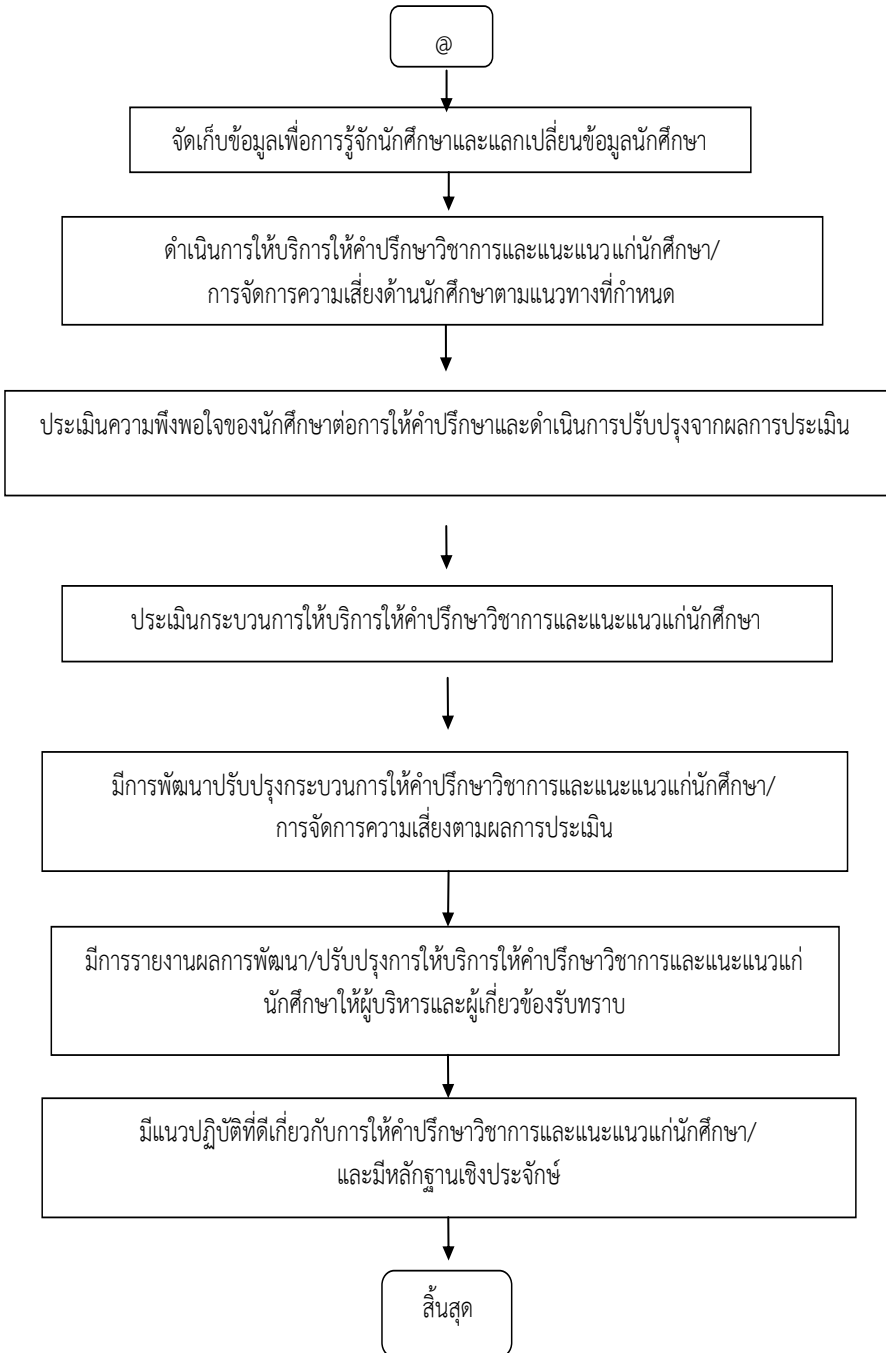 @
จัดเก็บข้อมูลเพื่อการรู้จักนักศึกษาและแลกเปลี่ยนข้อมูลนักศึกษา
ดำเนินการให้บริการให้คำปรึกษาวิชาการและแนะแนวแก่นักศึกษา/
การจัดการความเสี่ยงด้านนักศึกษาตามแนวทางที่กำหนด
ประเมินความพึงพอใจของนักศึกษาต่อการให้คำปรึกษาและดำเนินการปรับปรุงจากผลการประเมิน
ประเมินกระบวนการให้บริการให้คำปรึกษาวิชาการและแนะแนวแก่นักศึกษา
มีการพัฒนาปรับปรุงกระบวนการให้คำปรึกษาวิชาการและแนะแนวแก่นักศึกษา/
การจัดการความเสี่ยงตามผลการประเมิน
มีการรายงานผลการพัฒนา/ปรับปรุงการให้บริการให้คำปรึกษาวิชาการและแนะแนวแก่
นักศึกษาให้ผู้บริหารและผู้เกี่ยวข้องรับทราบ
มีแนวปฏิบัติที่ดีเกี่ยวกับการให้คำปรึกษาวิชาการและแนะแนวแก่นักศึกษา/
และมีหลักฐานเชิงประจักษ์
สิ้นสุด